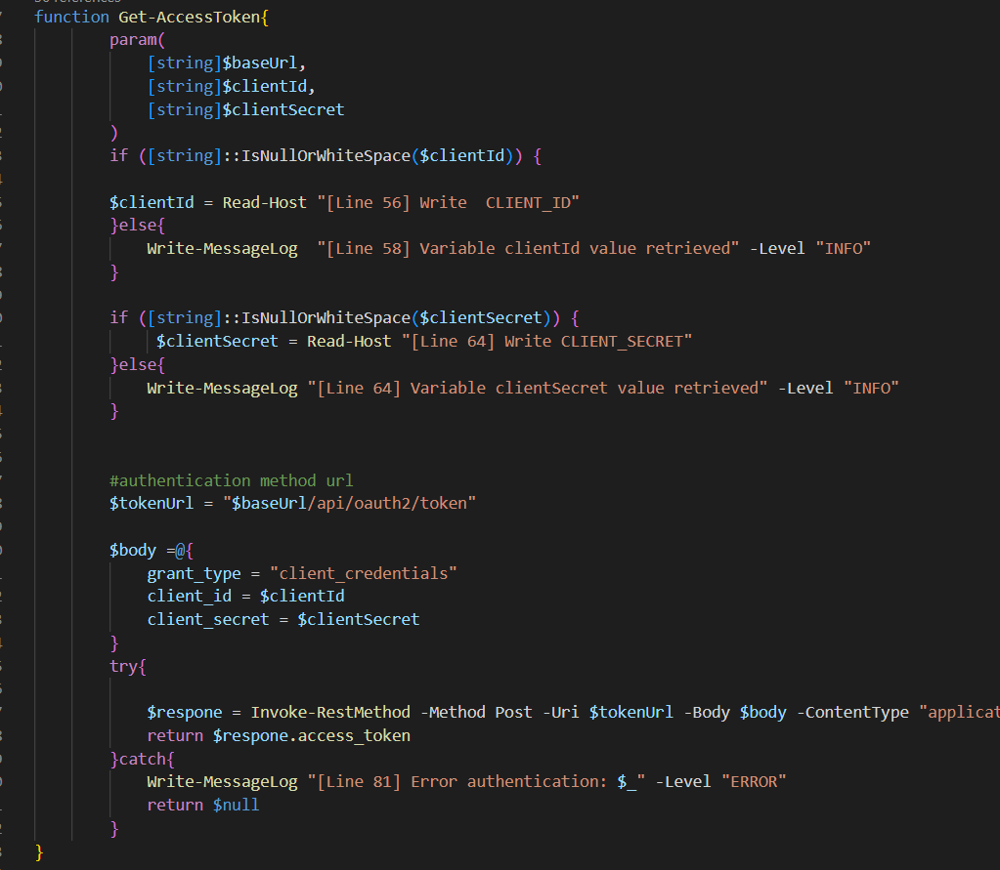 function Get-AccessToken{
param(
[string]$baseUrl,
[string]$clientId,
[string]$clientSecret
)
if ([string]::IsNullOrWhiteSpace($clientId)) {
$clientId = Read-Host "[Line 56] Write  CLIENT_ID"
}else{
Write-MessageLog  "[Line 58] Variable clientId value retrieved" -Level "INFO"
}
if ([string]::IsNullOrWhiteSpace($clientSecret)) {
$clientSecret = Read-Host "[Line 64] Write CLIENT_SECRET"
}else{
Write-MessageLog "[Line 64] Variable clientSecret value retrieved" -Level "INFO"
}
#authentication method url
$tokenUrl = "$baseUrl/api/oauth2/token"
$body =@{
grant_type = "client_credentials"
client_id = $clientId
client_secret = $clientSecret
}
try{
$respone = Invoke-RestMethod -Method Post -Uri $tokenUrl -Body $body -ContentType "applicat
return $respone.access_token
}catch{
Write-MessageLog "[Line 81] Error authentication: $_" -Level "ERROR"
return $null
}
}